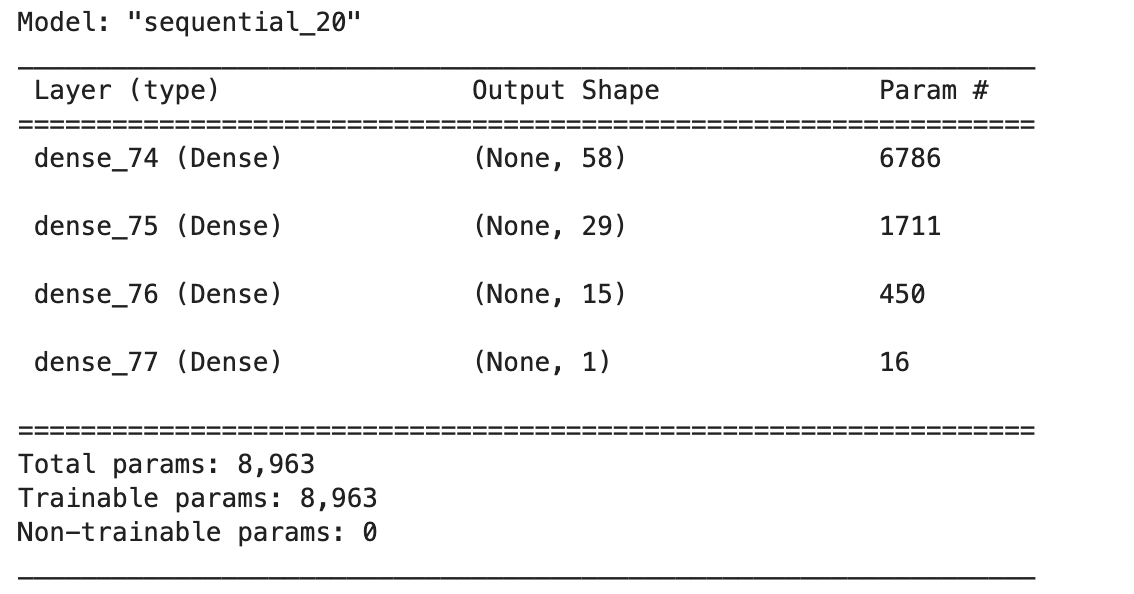 Model: "sequential_20"
Layer (type) Output Shape Param #
dense_74 (Dense) (None, 58) 6786
dense_75 (Dense) (None, 29) 1711
dense_76 (Dense) (None, 15) 450
dense_77 (Dense) (None, 1) 16
Total params: 8,963
Trainable params: 8,963
Non-trainable params: 0